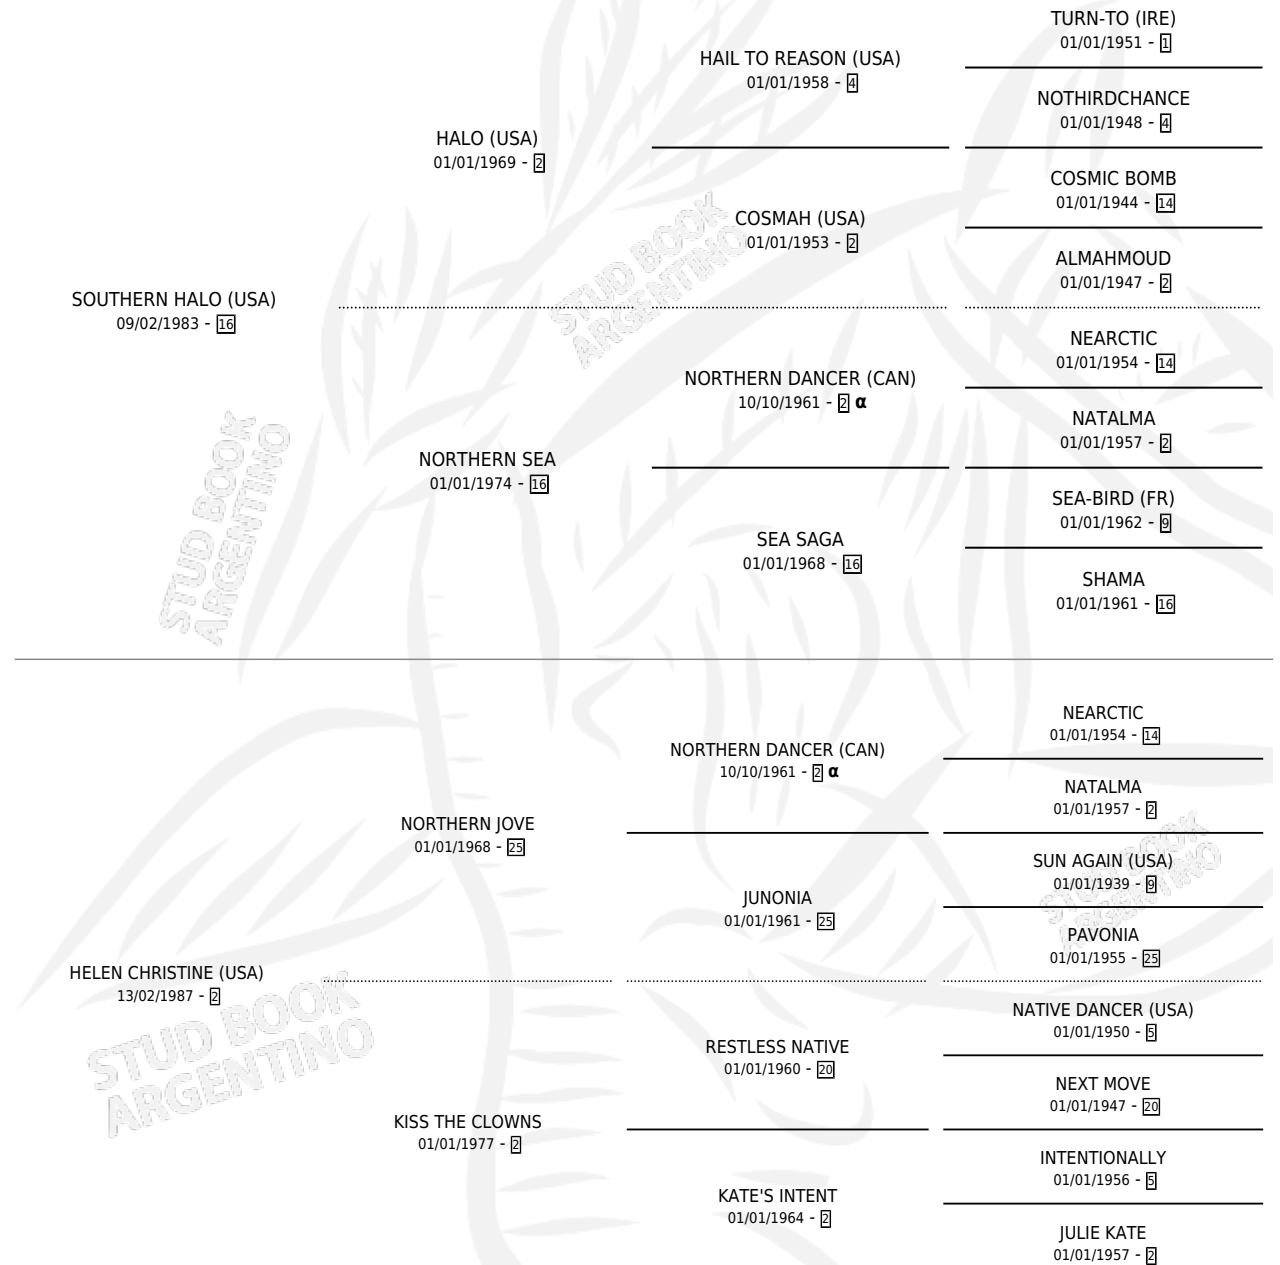 TURN-TO (IRE)
01/01/1951 - 1
HAIL TO REASON (USA)
01/01/1958 - 4
NOTHIRDCHANCE
01/01/1948 - 4
HALO (USA)
01/01/1969 - 2
COSMIC BOMB
01/01/1944 - 14
COSMAH (USA)
01/01/1953 - 2
ALMAHMOUD
01/01/1947 - 2
SOUTHERN HALO (USA)
09/02/1983 - 16
NEARCTIC
01/01/1954 - 14
NORTHERN DANCER (CAN)
10/10/1961 - 2 α
NATALMA
01/01/1957 - 2
NORTHERN SEA
01/01/1974 - 16
SEA-BIRD (FR)
01/01/1962 - 9
SEA SAGA
01/01/1968 - 16
SHAMA
01/01/1961 - 16
NEARCTIC
01/01/1954 - 14
NORTHERN DANCER (CAN)
10/10/1961 - 2 α
NATALMA
01/01/1957 - 2
NORTHERN JOVE
01/01/1968 - 25
SUN AGAIN (USA)
01/01/1939 - 9
JUNONIA
01/01/1961 - 25
PAVONIA
01/01/1955 - 25
HELEN CHRISTINE (USA)
13/02/1987 - 2
NATIVE DANCER (USA)
01/01/1950 - 5
RESTLESS NATIVE
01/01/1960 - 20
NEXT MOVE
01/01/1947 - 20
KISS THE CLOWNS
01/01/1977 - 2
INTENTIONALLY
01/01/1956 - 5
KATE'S INTENT
01/01/1964 - 2
JULIE KATE
01/01/1957 - 2
STUD BOOK
ARGENTINO
STUD BOOK
ARGENTINO
STUD BOOK
ARGENTINO
STUD BOOK
ARGENTINO